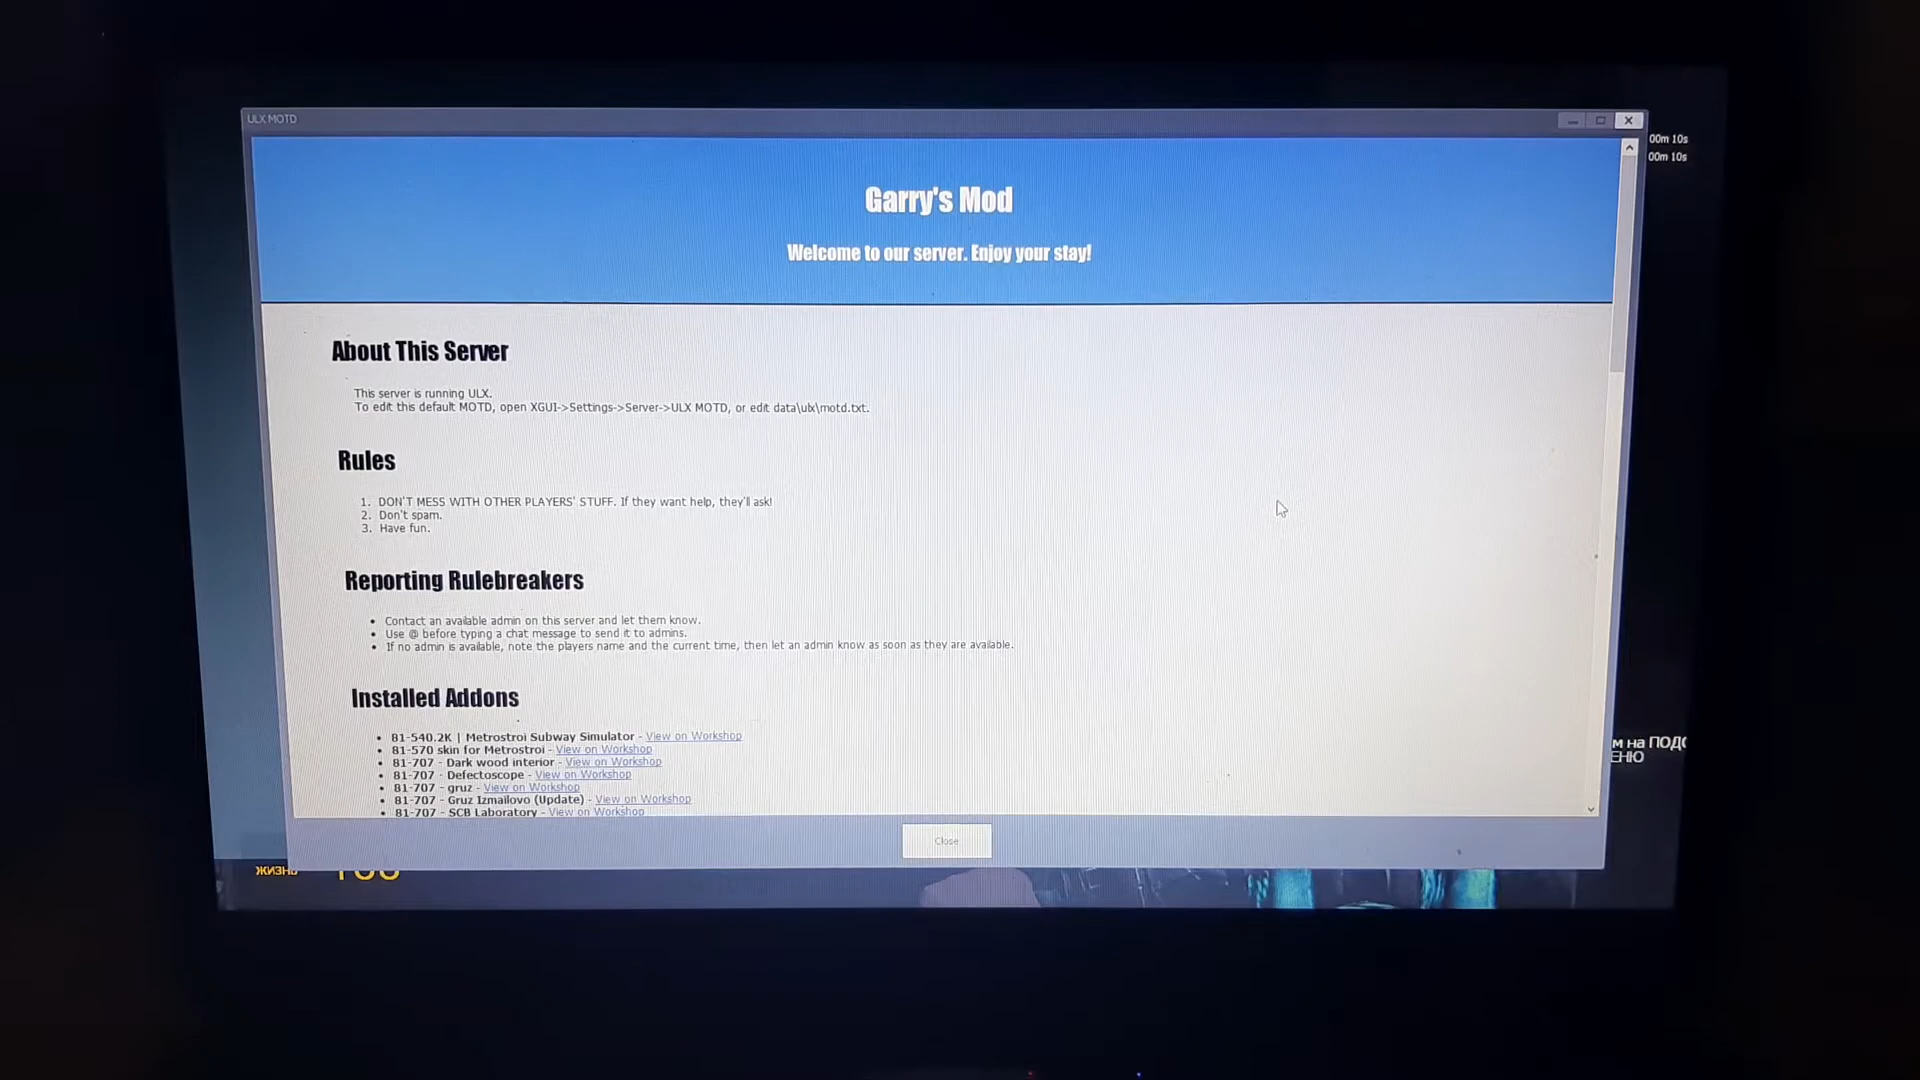 ULX MOTD
00m 10s
00m 10s
Garry's Mod
Welcome to our server. Enjoy your stay!
About This Server
This server is running ULX.
To edit this default MOTD, open XGUI->Settings->Server->ULX MOTD, or edit data\ulx\motd.txt.
Rules
1. DON'T MESS WITH OTHER PLAYERS' STUFF. If they want help, they'll ask!
2. Don't spam.
3. Have fun.
Reporting Rulebreakers
• Contact an available admin on this server and let them know.
• Use @ before typing a chat message to send it to admins.
• If no admin is available, note the players name and the current time, then let an admin know as soon as they are available.
Installed Addons
• 81-540.2K | Metrostroi Subway Simulator - View on Workshop
• 81-570 skin for Metrostroi - View on Workshop
• 81-707 - Dark wood interior - View on Workshop
• 81-707 - Defectoscope - View on Workshop
• 81-707 - gruz - View on Workshop
• 81-707 - Gruz Izmailovo (Update) - View on Workshop
• 81-707 - SCB Laboratory - View on Workshop
м на ПОД
ЕНЮ
Close
ЖИЗНЬ 100